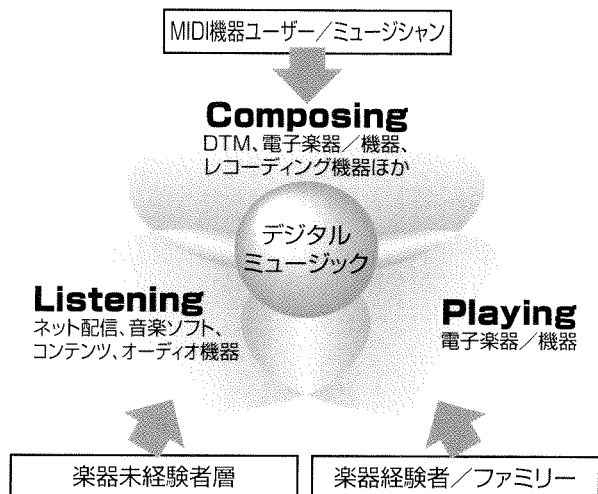 MIDI機器ユーザー／ミュージシャン
Composing
DTM、電子楽器／機器、
レコーディング機器ほか
デジタル
ミュージック
Listening
ネット配信、音楽ソフト、
コンテンツ、オーディオ機器
Playing
電子楽器／機器
楽器未経験者層
楽器経験者／ファミリー